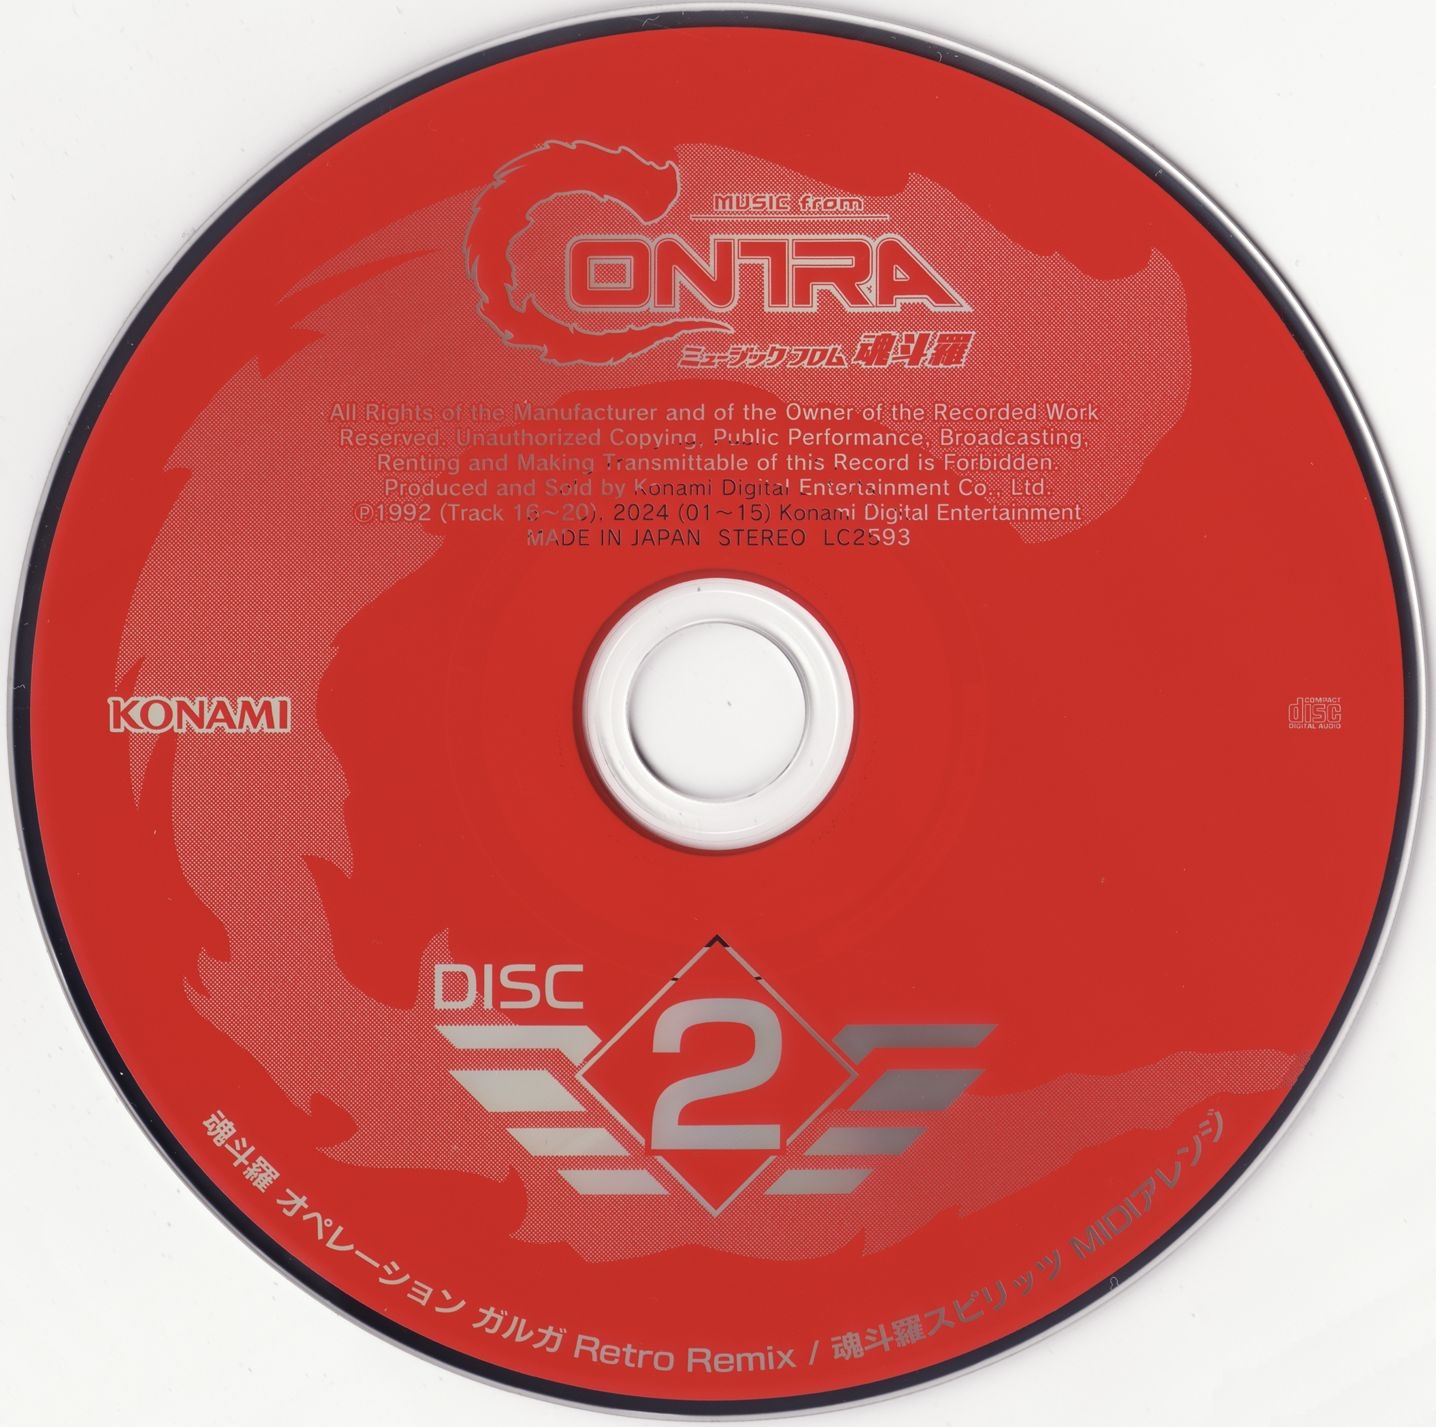 MUSIC from
CONTRA
ミュージック フロム 魂斗羅
All Rights of the Manufacturer and of the Owner of the Recorded Work
Reserved. Unauthorized Copying, Public Performance, Broadcasting,
Renting and Making Transmittable of this Record is Forbidden.
Produced and Sold by Konami Digital Entertainment Co., Ltd.
℗1992 (Track 16～20), 2024 (01～15) Konami Digital Entertainment
MADE IN JAPAN STEREO LC2593
KONAMI
COMPACT
disc
DIGITAL AUDIO
DISC
2
魂斗羅 オペレーション ガルガ Retro Remix / 魂斗羅スピリッツ MIDIアレンジ